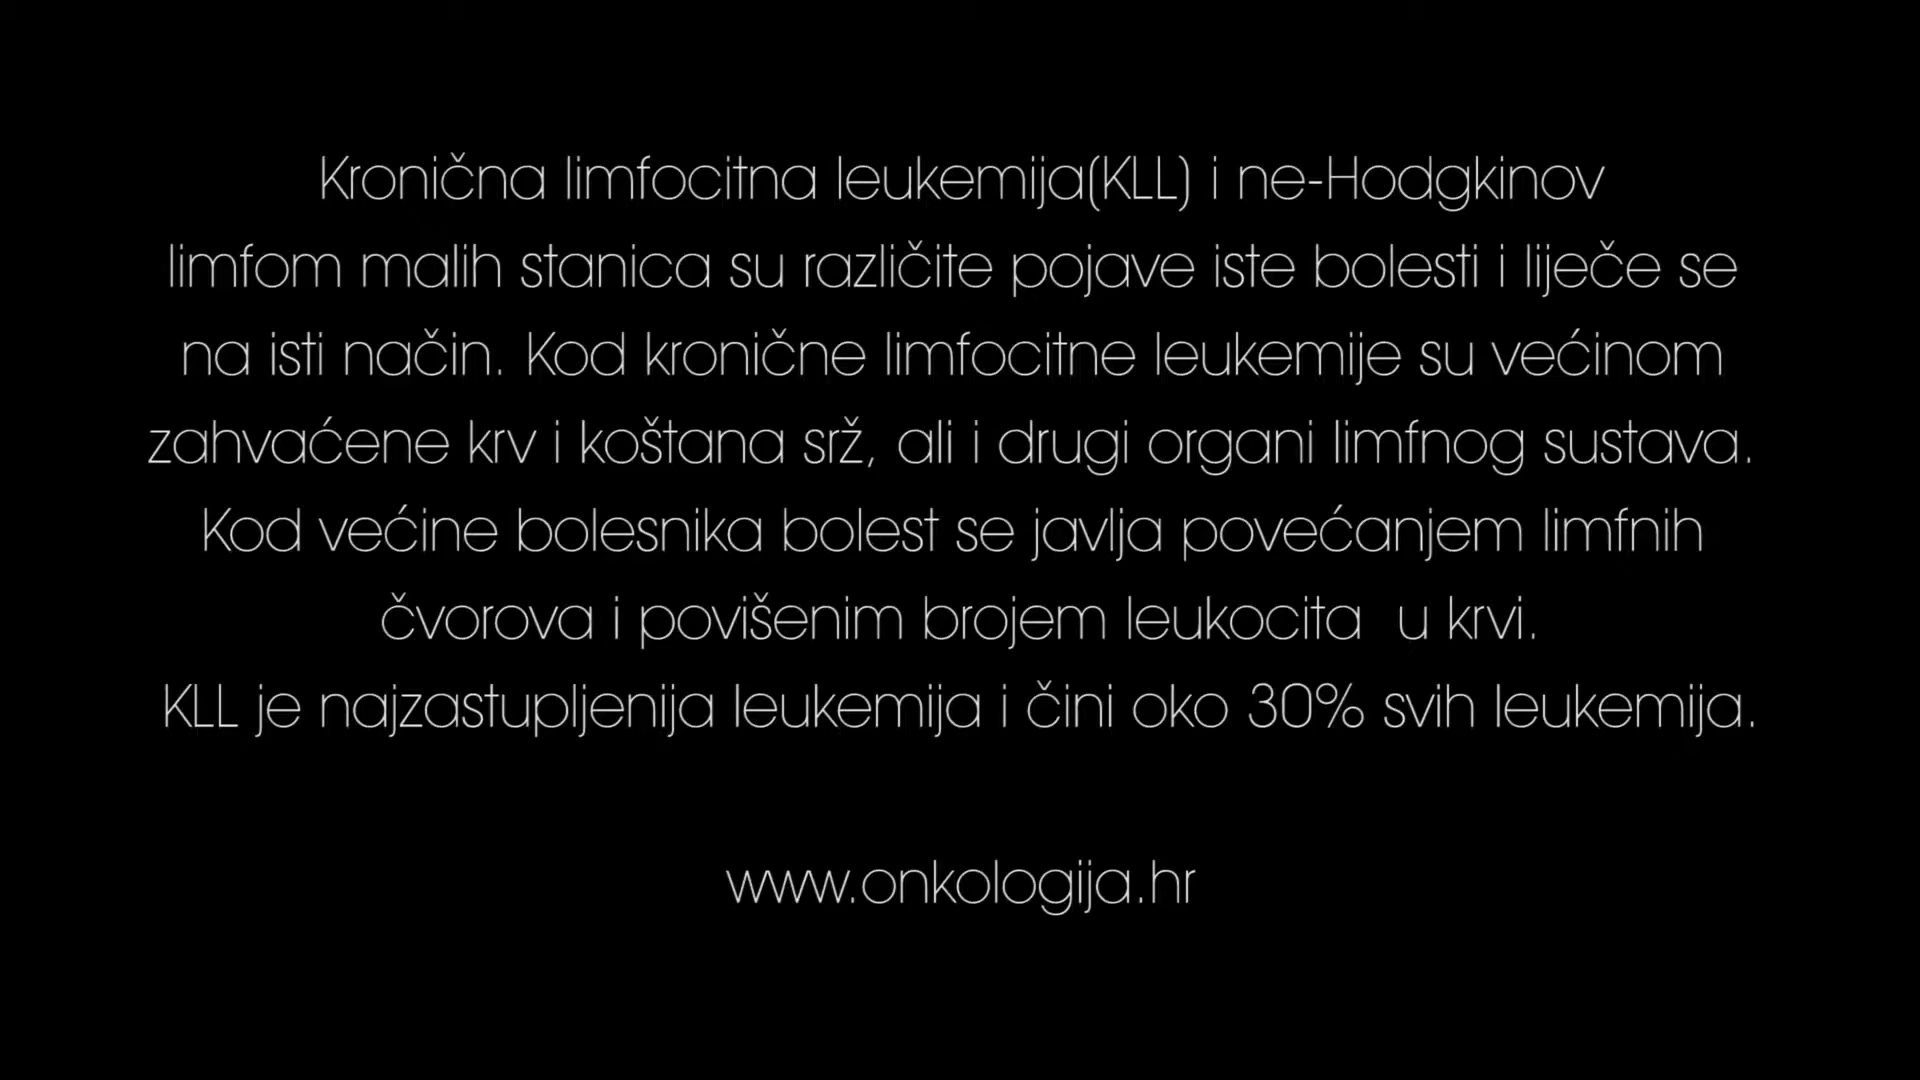 Kronična limfocitna leukemija(KLL) i ne-Hodgkinov
limfom malih stanica su različite pojave iste bolesti i liječe se
na isti način. Kod kronične limfocitne leukemije su većinom
zahvaćene krv i koštana srž, ali i drugi organi limfnog sustava.
Kod većine bolesnika bolest se javlja povećanjem limfnih
čvorova i povišenim brojem leukocita  u krvi.
KLL je najzastupljenija leukemija i čini oko 30% svih leukemija.
www.onkologija.hr